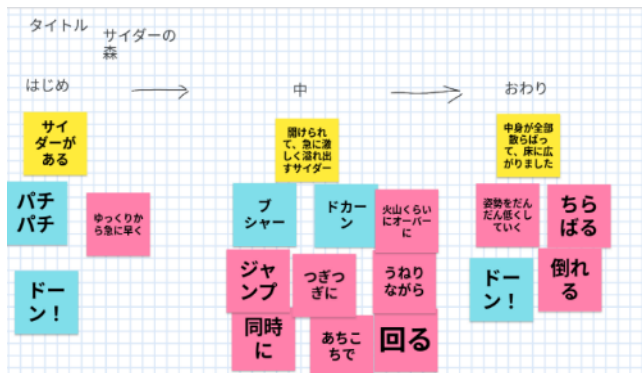 タイトル
サイダーの
森
はじめ
中
おわり
サイ
ダーが
ある
開けられ
て、急に激
しく溢れ出
すサイダー
中身が全部
散らばっ
て、床に広
がりました
パチ
パチ
ゆっくりか
ら急に早く
ブ
シャー
ドカー
ン
火山くらい
にオーバー
に
姿勢をだん
だん低くし
ていく
ちら
ばる
ドー
ン！
ジャ
ンプ
つぎつ
ぎに
うねり
ながら
ドー
ン！
倒れ
る
同時
に
あちこ
ちで
回る